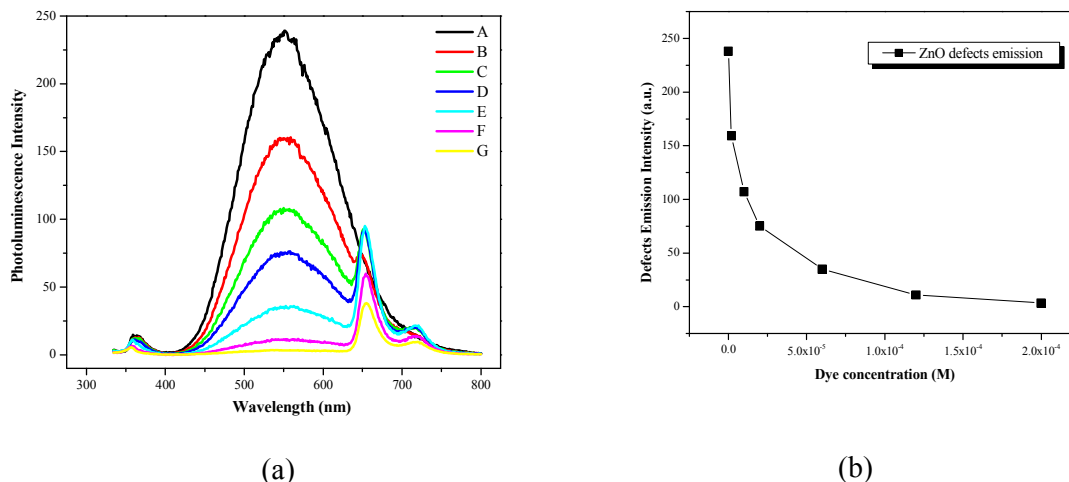 250
200
150
100
50
0
300 400 500 600 700 800
Photoluminescence Intensity
Wavelength (nm)
A
B
C
D
E
F
G
(a)
250
200
150
100
50
0
0.0 5.0x10⁻⁵ 1.0x10⁻⁴ 1.5x10⁻⁴ 2.0x10⁻⁴
Defects Emission Intensity (a.u.)
Dye concentration (M)
ZnO defects emission
(b)